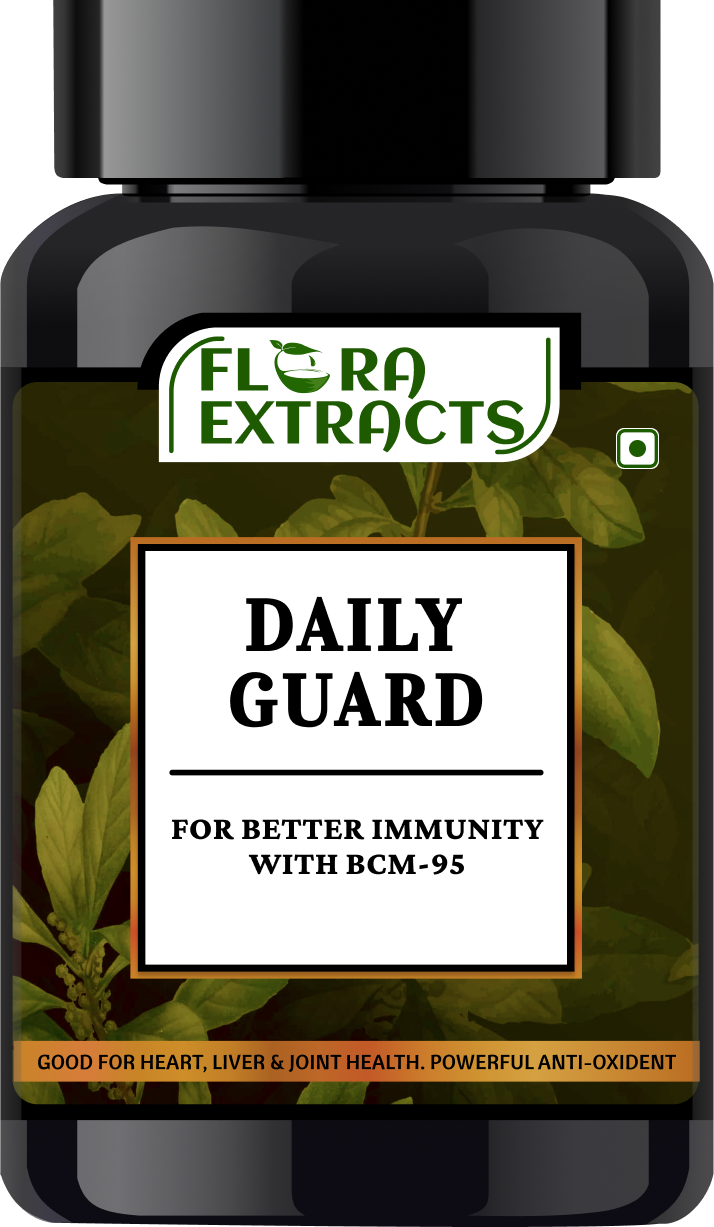 FLORA
EXTRACTS
DAILY
GUARD
FOR BETTER IMMUNITY
WITH BCM-95
GOOD FOR HEART, LIVER & JOINT HEALTH. POWERFUL ANTI-OXIDENT